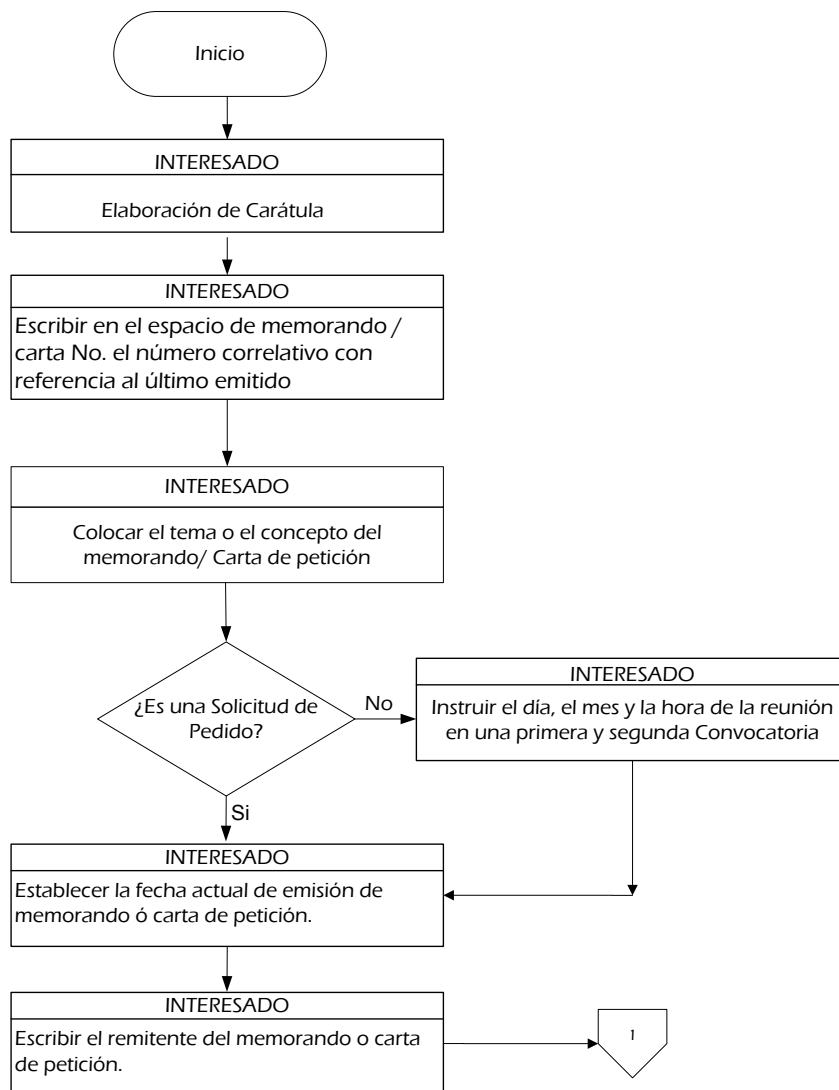 Inicio
INTERESADO
Elaboración de Carátula
INTERESADO
Escribir en el espacio de memorando /
carta No. el número correlativo con
referencia al último emitido
INTERESADO
Colocar el tema o el concepto del
memorando/ Carta de petición
¿Es una Solicitud de
Pedido?
No
INTERESADO
Instruir el día, el mes y la hora de la reunión
en una primera y segunda Convocatoria
Si
INTERESADO
Establecer la fecha actual de emisión de
memorando ó carta de petición.
INTERESADO
Escribir el remitente del memorando o carta
de petición.
1